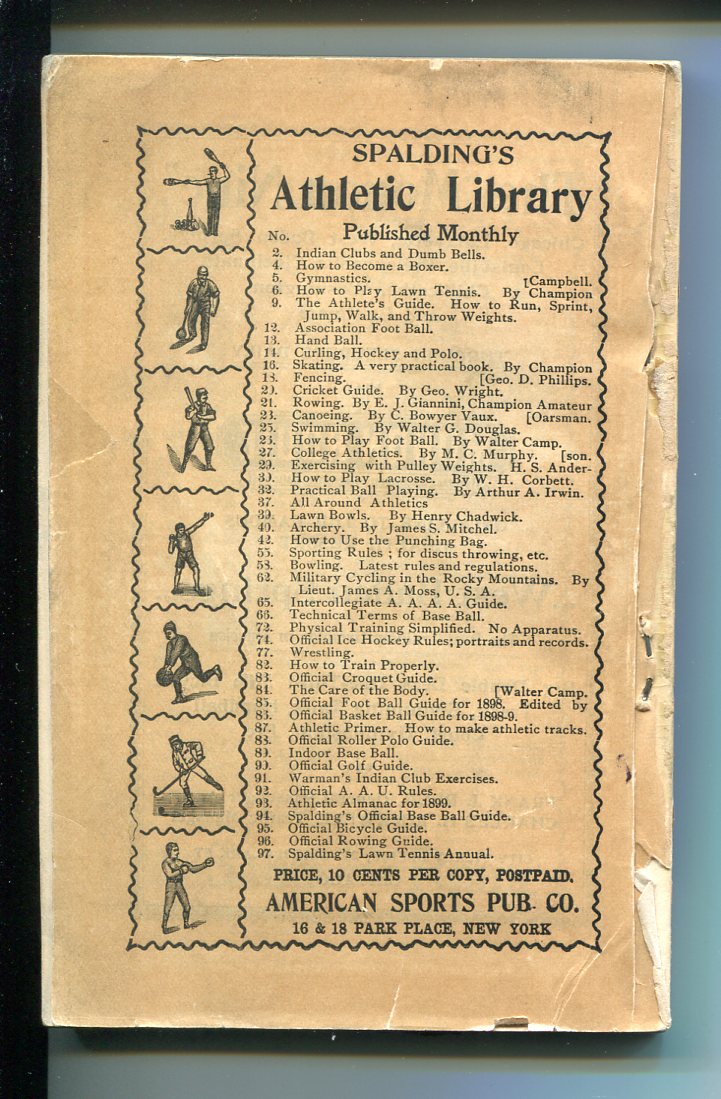 SPALDING'S
Athletic Library
No. Published Monthly
2. Indian Clubs and Dumb Bells.
4. How to Become a Boxer.
5. Gymnastics. [Campbell.
6. How to Play Lawn Tennis. By Champion
9. The Athlete's Guide. How to Run, Sprint,
Jump, Walk, and Throw Weights.
12. Association Foot Ball.
13. Hand Ball.
14. Curling, Hockey and Polo.
16. Skating. A very practical book. By Champion
18. Fencing. [Geo. D. Phillips.
20. Cricket Guide. By Geo. Wright.
21. Rowing. By E. J. Giannini, Champion Amateur
23. Canoeing. By C. Bowyer Vaux. [Oarsman.
25. Swimming. By Walter G. Douglas.
26. How to Play Foot Ball. By Walter Camp.
27. College Athletics. By M. C. Murphy. [son.
29. Exercising with Pulley Weights. H. S. Ander-
30. How to Play Lacrosse. By W. H. Corbett.
32. Practical Ball Playing. By Arthur A. Irwin.
37. All Around Athletics
39. Lawn Bowls. By Henry Chadwick.
40. Archery. By James S. Mitchel.
42. How to Use the Punching Bag.
55. Sporting Rules ; for discus throwing, etc.
58. Bowling. Latest rules and regulations.
62. Military Cycling in the Rocky Mountains. By
Lieut. James A. Moss, U. S. A.
65. Intercollegiate A. A. A. A. Guide.
66. Technical Terms of Base Ball.
72. Physical Training Simplified. No Apparatus.
74. Official Ice Hockey Rules; portraits and records.
77. Wrestling.
82. How to Train Properly.
83. Official Croquet Guide.
84. The Care of the Body. [Walter Camp.
85. Official Foot Ball Guide for 1898. Edited by
86. Official Basket Ball Guide for 1898-9.
87. Athletic Primer. How to make athletic tracks.
88. Official Roller Polo Guide.
89. Indoor Base Ball.
90. Official Golf Guide.
91. Warman's Indian Club Exercises.
92. Official A. A. U. Rules.
93. Athletic Almanac for 1899.
94. Spalding's Official Base Ball Guide.
95. Official Bicycle Guide.
96. Official Rowing Guide.
97. Spalding's Lawn Tennis Annual.
PRICE, 10 CENTS PER COPY, POSTPAID.
AMERICAN SPORTS PUB. CO.
16 & 18 PARK PLACE, NEW YORK